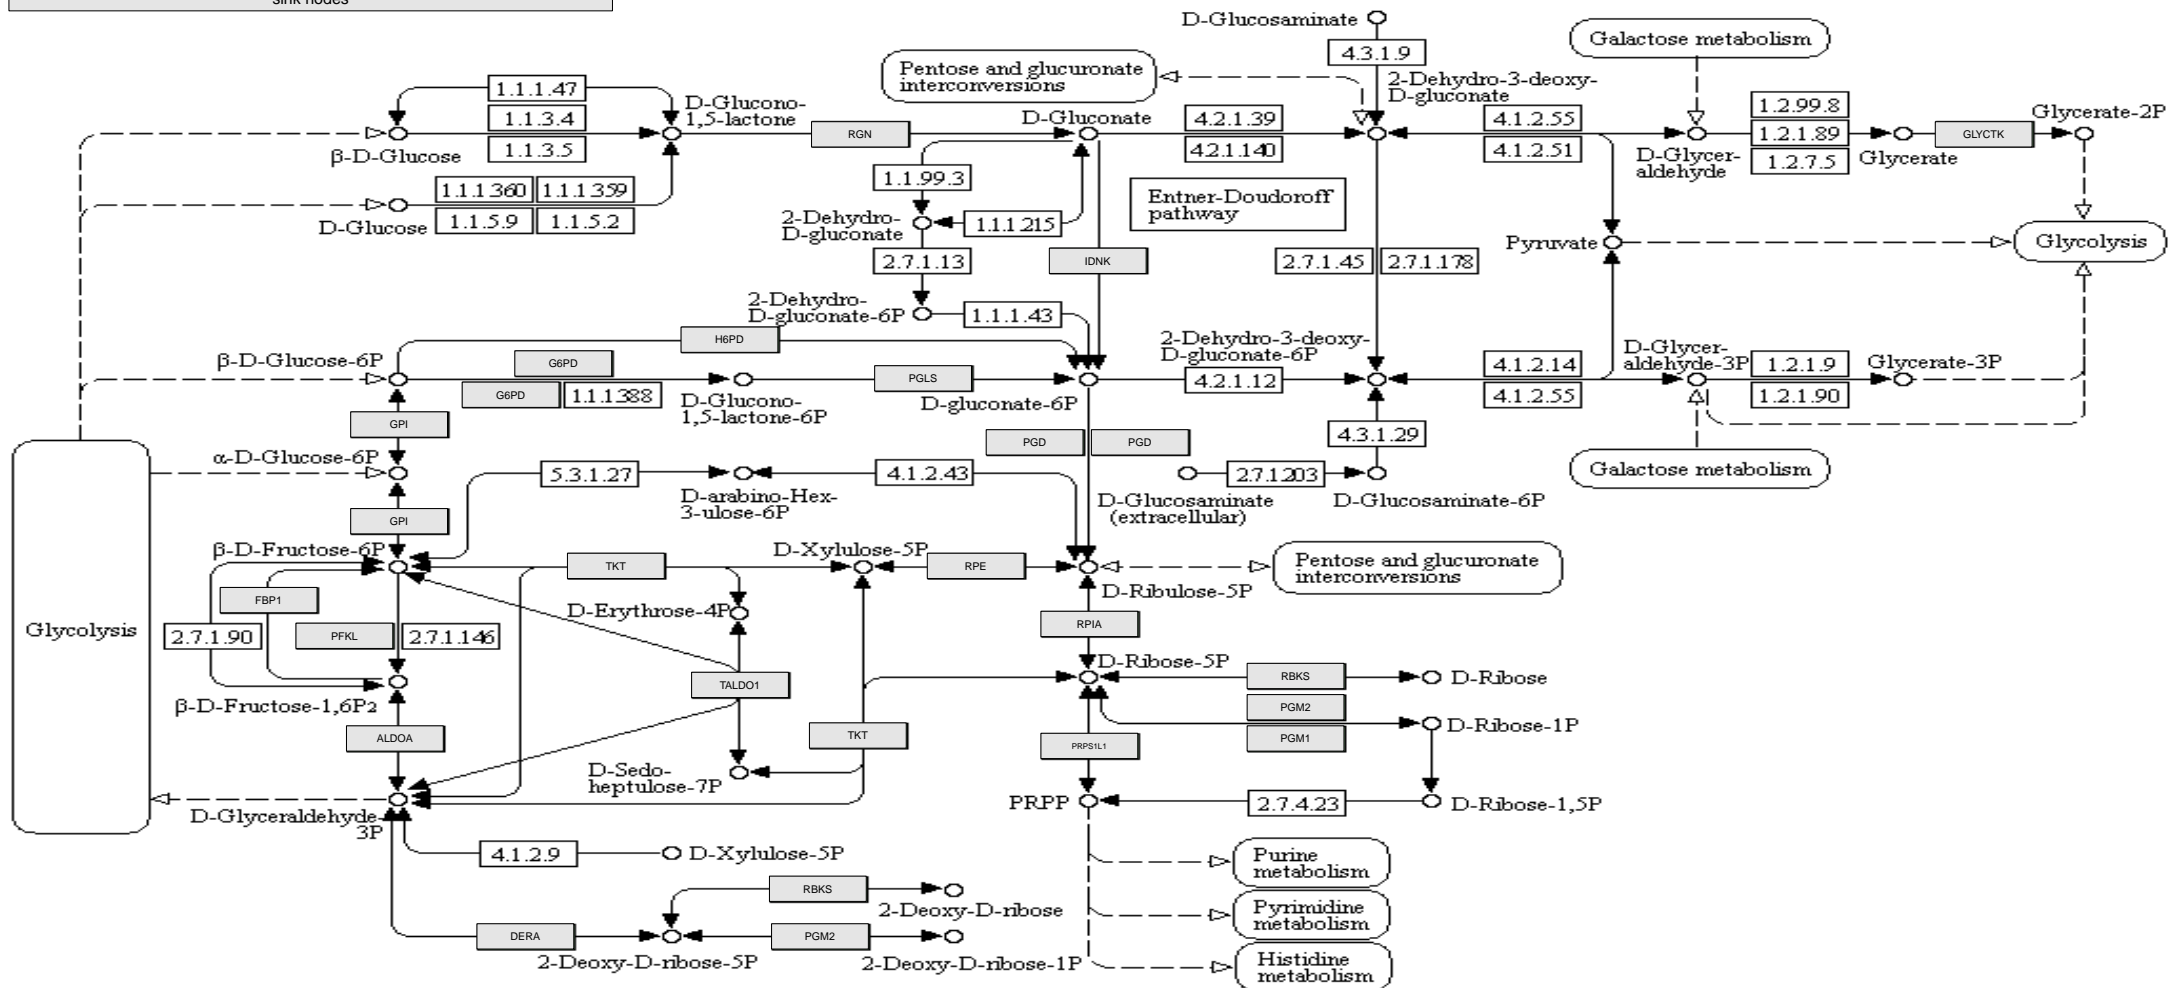 sink nodes
D-Glucosaminate
4.3.1.9
Galactose metabolism
Pentose and glucuronate
interconversions
2-Dehydro-3-deoxy-
D-gluconate
1.1.1.47
1.1.3.4
1.1.3.5
β-D-Glucose
D-Glucono-
1,5-lactone
RGN
D-Gluconate
4.2.1.39
4.2.1.140
4.1.2.55
4.1.2.51
D-Glycer-
aldehyde
1.2.99.8
1.2.1.89
1.2.7.5
Glycerate
GLYCTK
Glycerate-2P
1.1.1.360
1.1.1.359
1.1.5.9
1.1.5.2
D-Glucose
1.1.99.3
2-Dehydro-
D-gluconate
1.1.1.215
Entner-Doudoroff
pathway
2.7.1.13
IDNK
2.7.1.45
2.7.1.178
Pyruvate
Glycolysis
2-Dehydro-
D-gluconate-6P
1.1.1.43
H6PD
β-D-Glucose-6P
G6PD
G6PD
1.1.1.388
D-Glucono-
1,5-lactone-6P
PGLS
D-gluconate-6P
2-Dehydro-3-deoxy-
D-gluconate-6P
4.2.1.12
4.1.2.14
4.1.2.55
D-Glycer-
aldehyde-3P
1.2.1.9
1.2.1.90
Glycerate-3P
GPI
PGD
PGD
4.3.1.29
α-D-Glucose-6P
5.3.1.27
D-arabino-Hex-
3-ulose-6P
4.1.2.43
D-Glucosaminate
(extracellular)
2.7.1.203
D-Glucosaminate-6P
Galactose metabolism
GPI
β-D-Fructose-6P
TKT
D-Xylulose-5P
RPE
D-Ribulose-5P
Pentose and glucuronate
interconversions
Glycolysis
FBP1
2.7.1.90
PFKL
2.7.1.146
D-Erythrose-4P
RPIA
TALDO1
D-Ribose-5P
RBKS
D-Ribose
β-D-Fructose-1,6P2
PGM2
PGM1
D-Ribose-1P
ALDOA
TKT
PRPS1L1
D-Sedo-
heptulose-7P
PRPP
2.7.4.23
D-Ribose-1,5P
D-Glyceraldehyde-
3P
4.1.2.9
D-Xylulose-5P
Purine
metabolism
RBKS
2-Deoxy-D-ribose
Pyrimidine
metabolism
DERA
PGM2
2-Deoxy-D-ribose-5P
2-Deoxy-D-ribose-1P
Histidine
metabolism